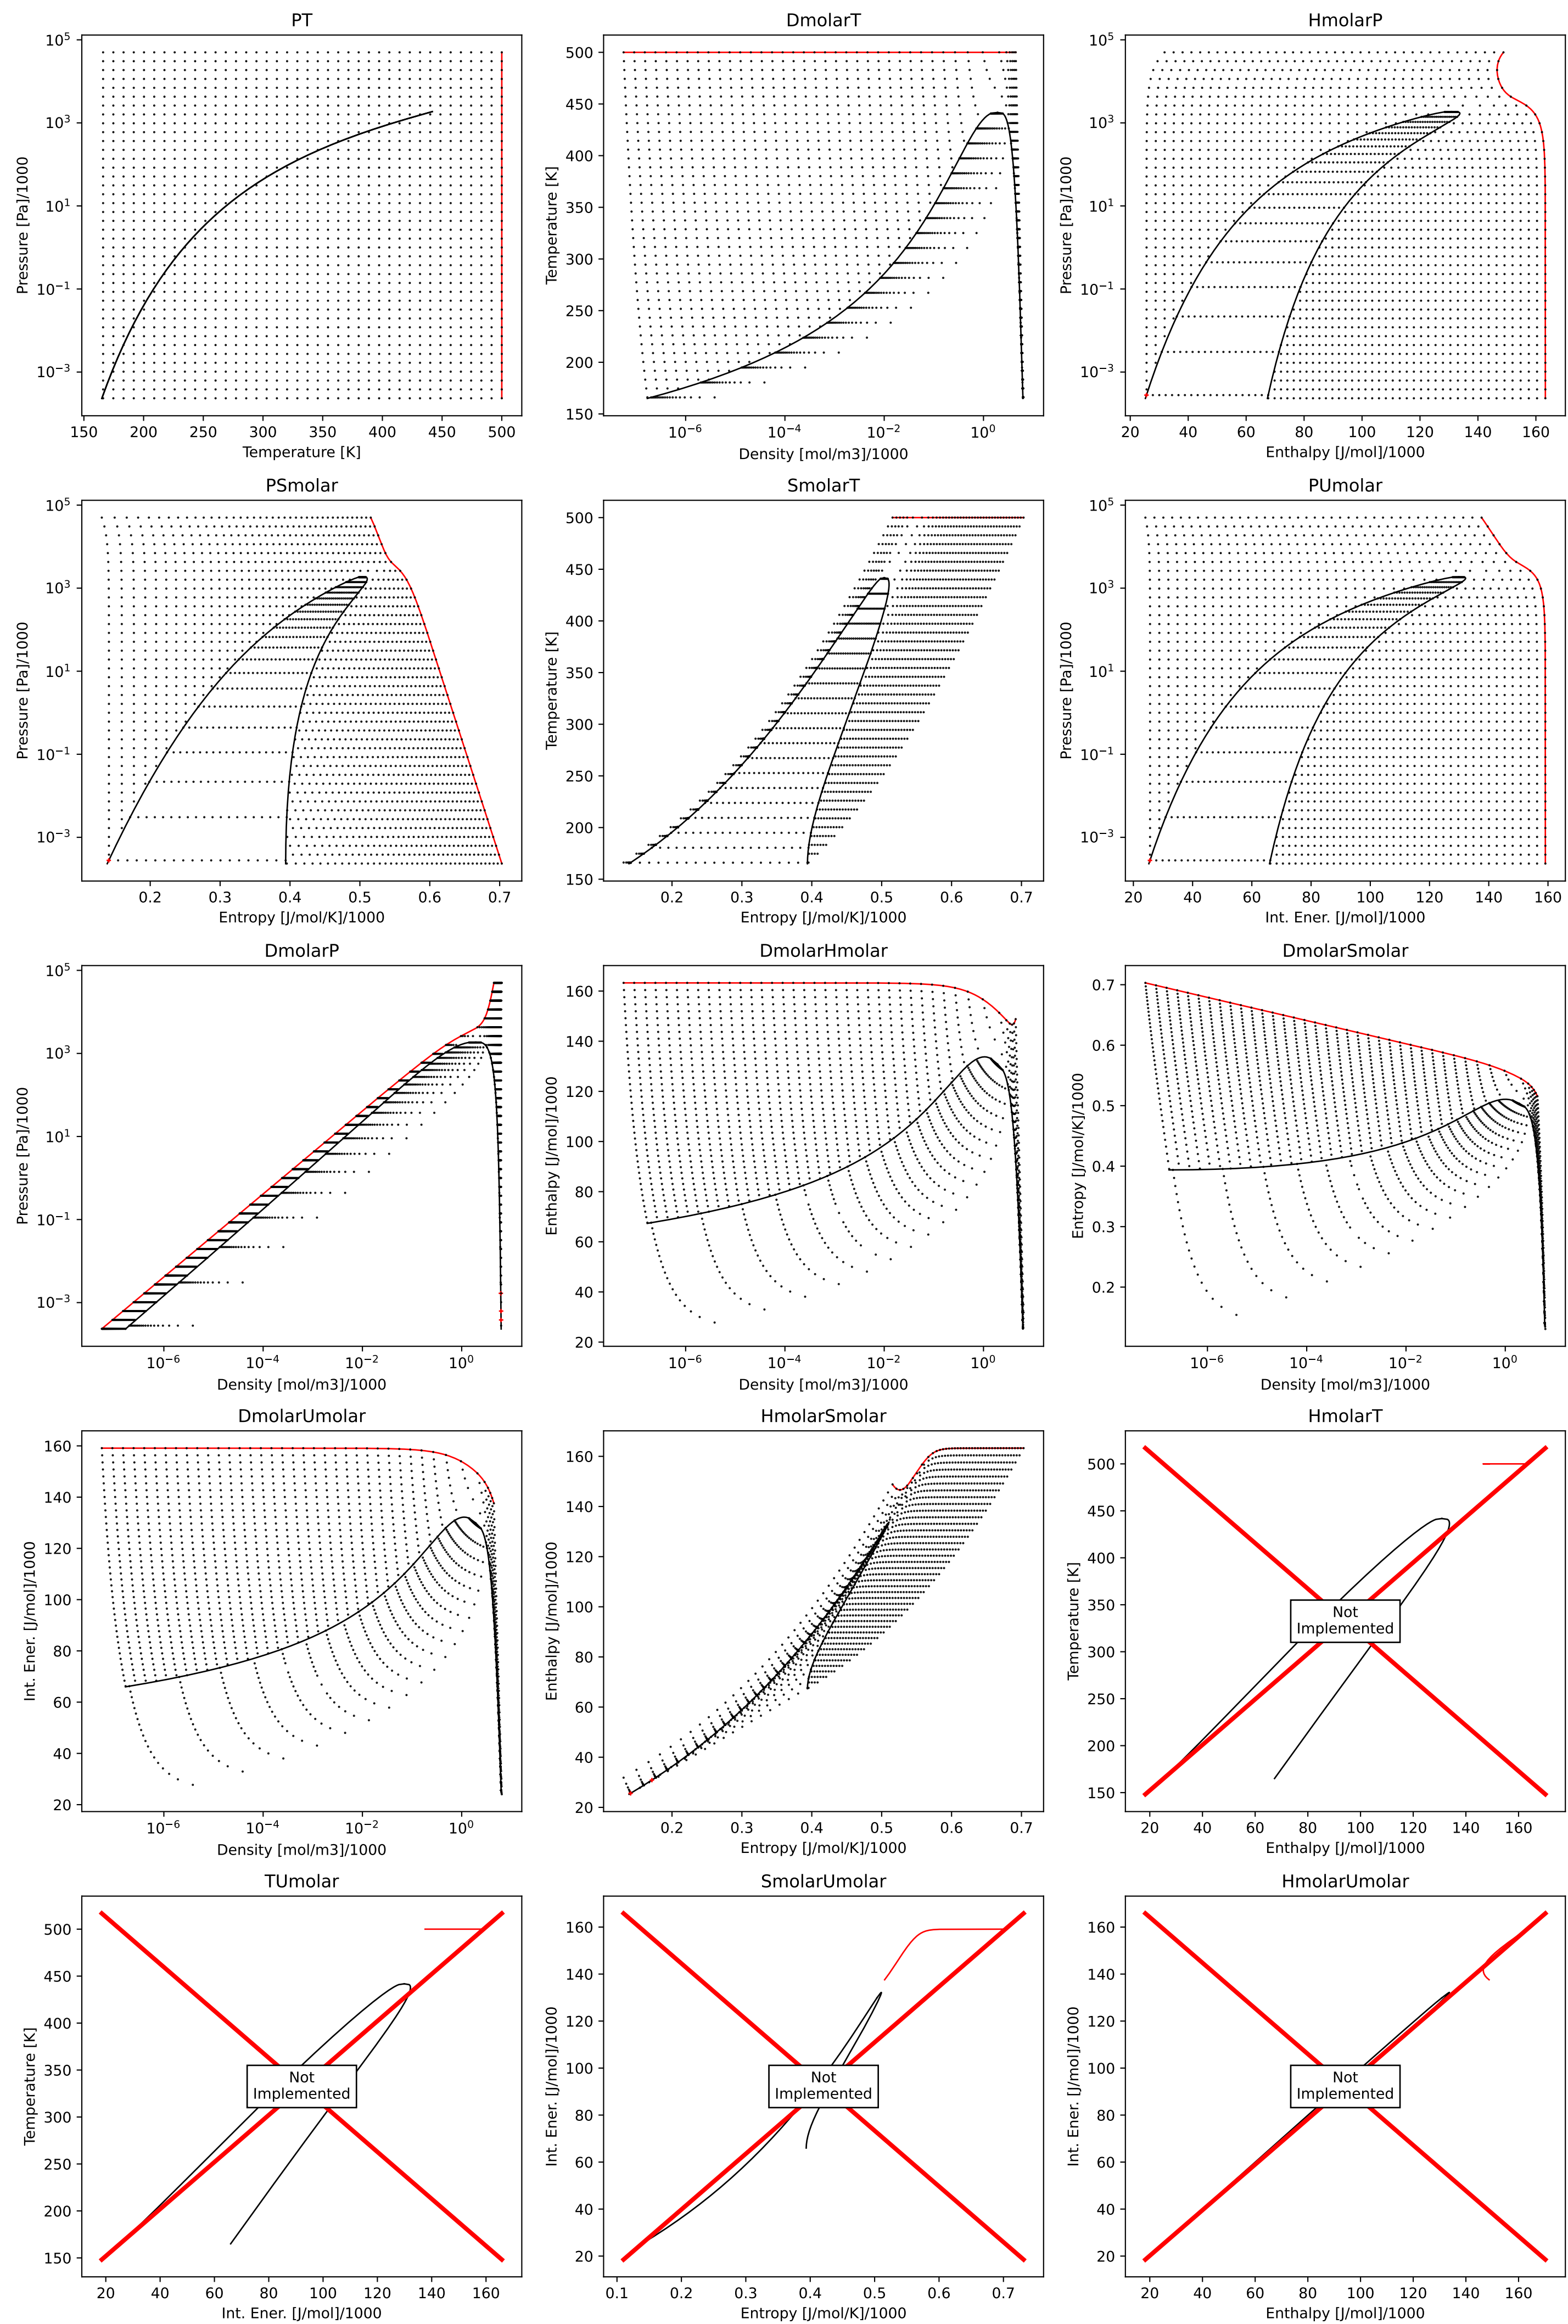 PT
10^5
10^3
10^1
10^−1
10^−3
Pressure [Pa]/1000
150 200 250 300 350 400 450 500
Temperature [K]
DmolarT
500
450
400
350
300
250
200
150
Temperature [K]
10^−6 10^−4 10^−2 10^0
Density [mol/m3]/1000
HmolarP
10^5
10^3
10^1
10^−1
10^−3
Pressure [Pa]/1000
20 40 60 80 100 120 140 160
Enthalpy [J/mol]/1000
PSmolar
10^5
10^3
10^1
10^−1
10^−3
Pressure [Pa]/1000
0.2 0.3 0.4 0.5 0.6 0.7
Entropy [J/mol/K]/1000
SmolarT
500
450
400
350
300
250
200
150
Temperature [K]
0.2 0.3 0.4 0.5 0.6 0.7
Entropy [J/mol/K]/1000
PUmolar
10^5
10^3
10^1
10^−1
10^−3
Pressure [Pa]/1000
20 40 60 80 100 120 140 160
Int. Ener. [J/mol]/1000
DmolarP
10^5
10^3
10^1
10^−1
10^−3
Pressure [Pa]/1000
10^−6 10^−4 10^−2 10^0
Density [mol/m3]/1000
DmolarHmolar
160
140
120
100
80
60
40
20
Enthalpy [J/mol]/1000
10^−6 10^−4 10^−2 10^0
Density [mol/m3]/1000
DmolarSmolar
0.7
0.6
0.5
0.4
0.3
0.2
Entropy [J/mol/K]/1000
10^−6 10^−4 10^−2 10^0
Density [mol/m3]/1000
DmolarUmolar
160
140
120
100
80
60
40
20
Int. Ener. [J/mol]/1000
10^−6 10^−4 10^−2 10^0
Density [mol/m3]/1000
HmolarSmolar
160
140
120
100
80
60
40
20
Enthalpy [J/mol]/1000
0.2 0.3 0.4 0.5 0.6 0.7
Entropy [J/mol/K]/1000
HmolarT
500
450
400
350
300
250
200
150
Temperature [K]
Not
Implemented
20 40 60 80 100 120 140 160
Enthalpy [J/mol]/1000
TUmolar
500
450
400
350
300
250
200
150
Temperature [K]
Not
Implemented
20 40 60 80 100 120 140 160
Int. Ener. [J/mol]/1000
SmolarUmolar
160
140
120
100
80
60
40
20
Int. Ener. [J/mol]/1000
Not
Implemented
0.1 0.2 0.3 0.4 0.5 0.6 0.7
Entropy [J/mol/K]/1000
HmolarUmolar
160
140
120
100
80
60
40
20
Int. Ener. [J/mol]/1000
Not
Implemented
20 40 60 80 100 120 140 160
Enthalpy [J/mol]/1000